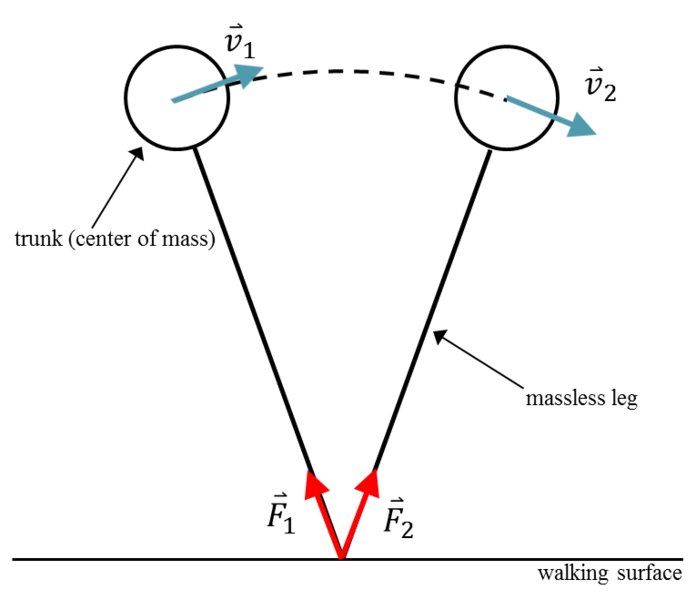 v⃗₁
v⃗₂
trunk (center of mass)
massless leg
F⃗₁
F⃗₂
walking surface